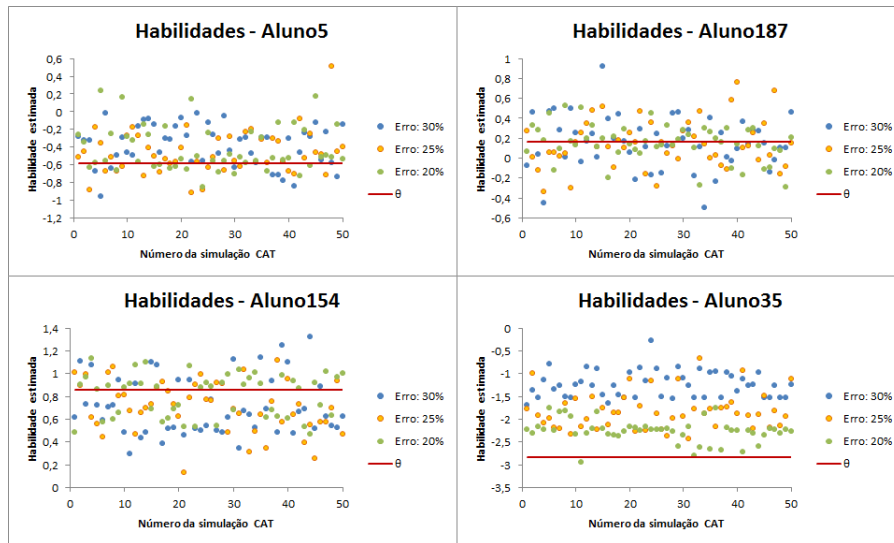 Habilidades - Aluno5
Habilidade estimada
0,6
0,4
0,2
0
-0,2
-0,4
-0,6
-0,8
-1
-1,2
0 10 20 30 40 50
Número da simulação CAT
Erro: 30%
Erro: 25%
Erro: 20%
θ
Habilidades - Aluno187
Habilidade estimada
1
0,8
0,6
0,4
0,2
0
-0,2
-0,4
-0,6
0 10 20 30 40 50
Número da simulação CAT
Erro: 30%
Erro: 25%
Erro: 20%
θ
Habilidades - Aluno154
Habilidade estimada
1,4
1,2
1
0,8
0,6
0,4
0,2
0
0 10 20 30 40 50
Número da simulação CAT
Erro: 30%
Erro: 25%
Erro: 20%
θ
Habilidades - Aluno35
Habilidade estimada
0
-0,5
-1
-1,5
-2
-2,5
-3
-3,5
0 10 20 30 40 50
Número da simulação CAT
Erro: 30%
Erro: 25%
Erro: 20%
θ